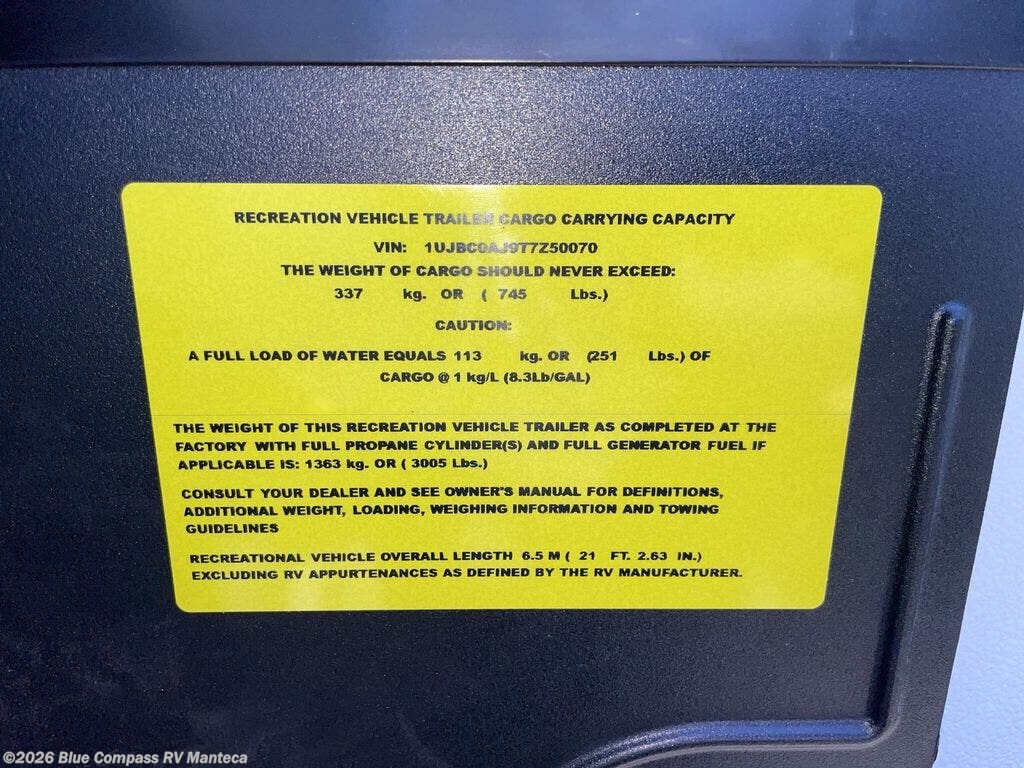 RECREATION VEHICLE TRAILER CARGO CARRYING CAPACITY
VIN: 1UJBC0AJ9T7Z50070
THE WEIGHT OF CARGO SHOULD NEVER EXCEED:
337 kg. OR ( 745 Lbs.)
CAUTION:
A FULL LOAD OF WATER EQUALS 113 kg. OR (251 Lbs.) OF
CARGO @ 1 kg/L (8.3Lb/GAL)
THE WEIGHT OF THIS RECREATION VEHICLE TRAILER AS COMPLETED AT THE
FACTORY WITH FULL PROPANE CYLINDER(S) AND FULL GENERATOR FUEL IF
APPLICABLE IS: 1363 kg. OR ( 3005 Lbs.)
CONSULT YOUR DEALER AND SEE OWNER'S MANUAL FOR DEFINITIONS,
ADDITIONAL WEIGHT, LOADING, WEIGHING INFORMATION AND TOWING
GUIDELINES
RECREATIONAL VEHICLE OVERALL LENGTH 6.5 M ( 21 FT. 2.63 IN.)
EXCLUDING RV APPURTENANCES AS DEFINED BY THE RV MANUFACTURER.
©2026 Blue Compass RV Manteca